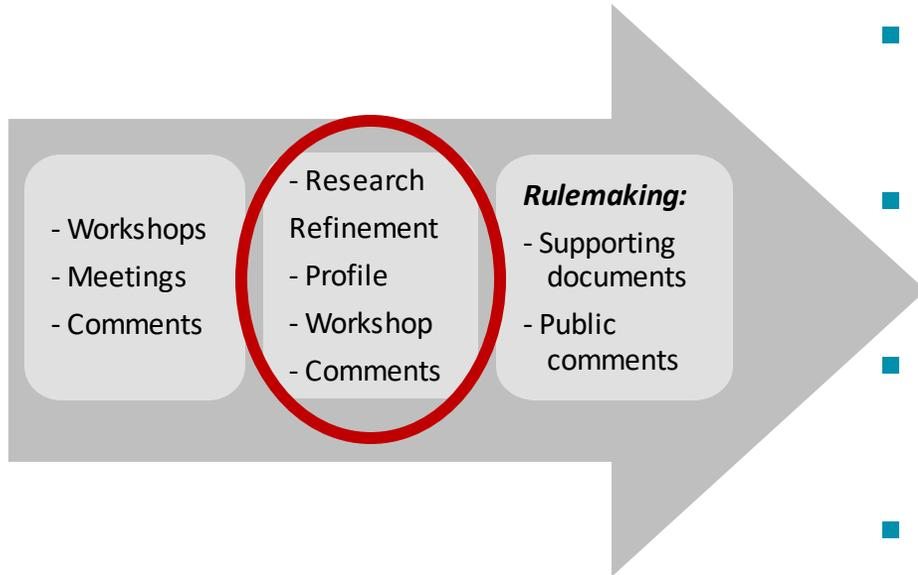 - Workshops
- Meetings
- Comments
- Research
Refinement
- Profile
- Workshop
- Comments
Rulemaking:
- Supporting
documents
- Public
comments